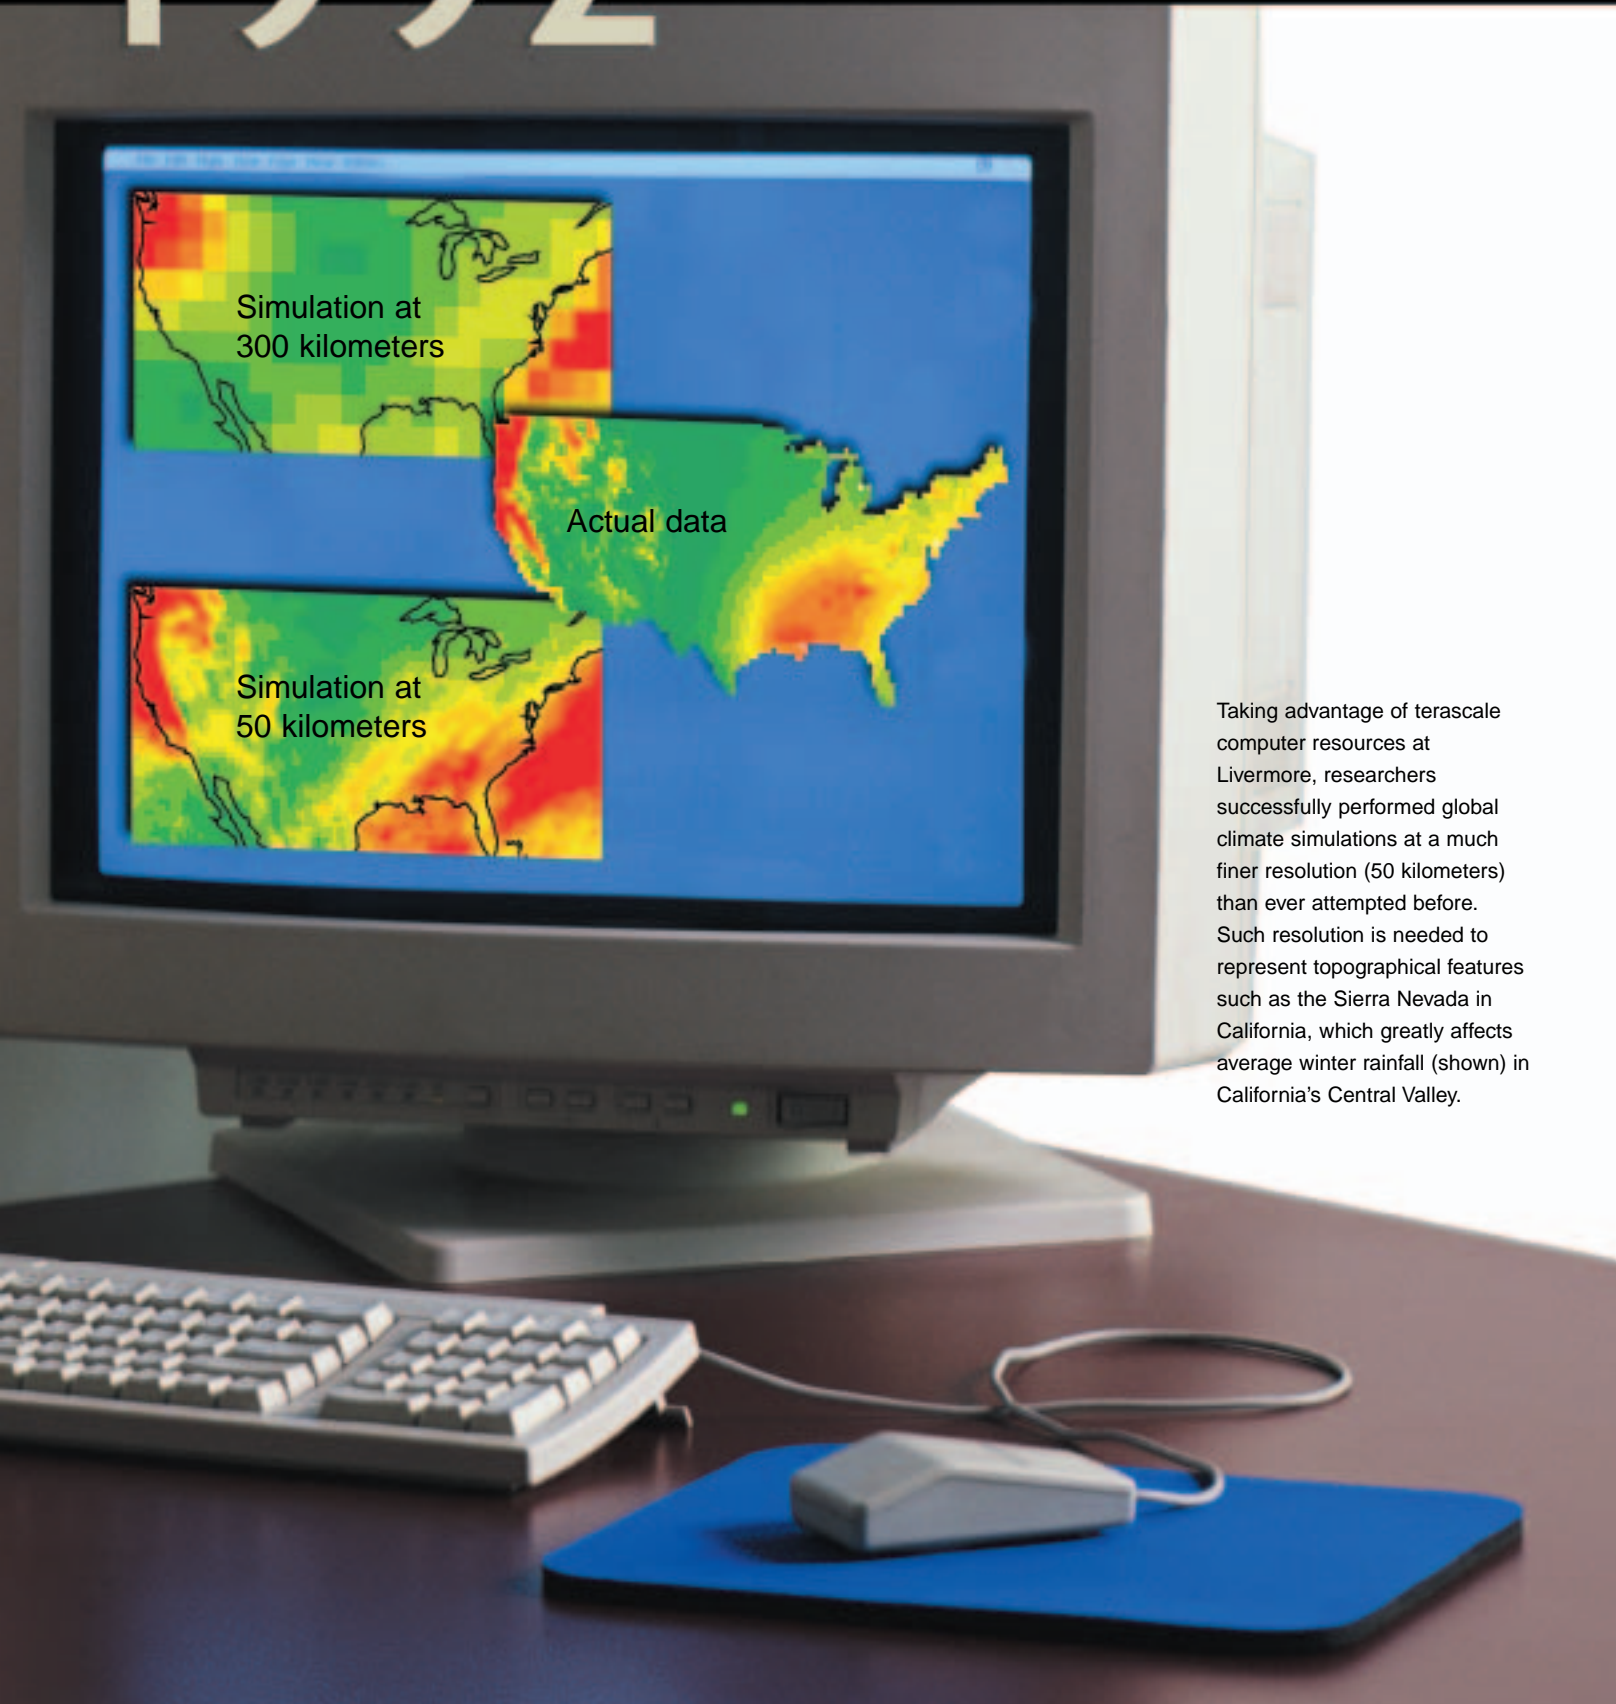 1992
Simulation at
300 kilometers
Actual data
Simulation at
50 kilometers
Taking advantage of terascale
computer resources at
Livermore, researchers
successfully performed global
climate simulations at a much
finer resolution (50 kilometers)
than ever attempted before.
Such resolution is needed to
represent topographical features
such as the Sierra Nevada in
California, which greatly affects
average winter rainfall (shown) in
California’s Central Valley.